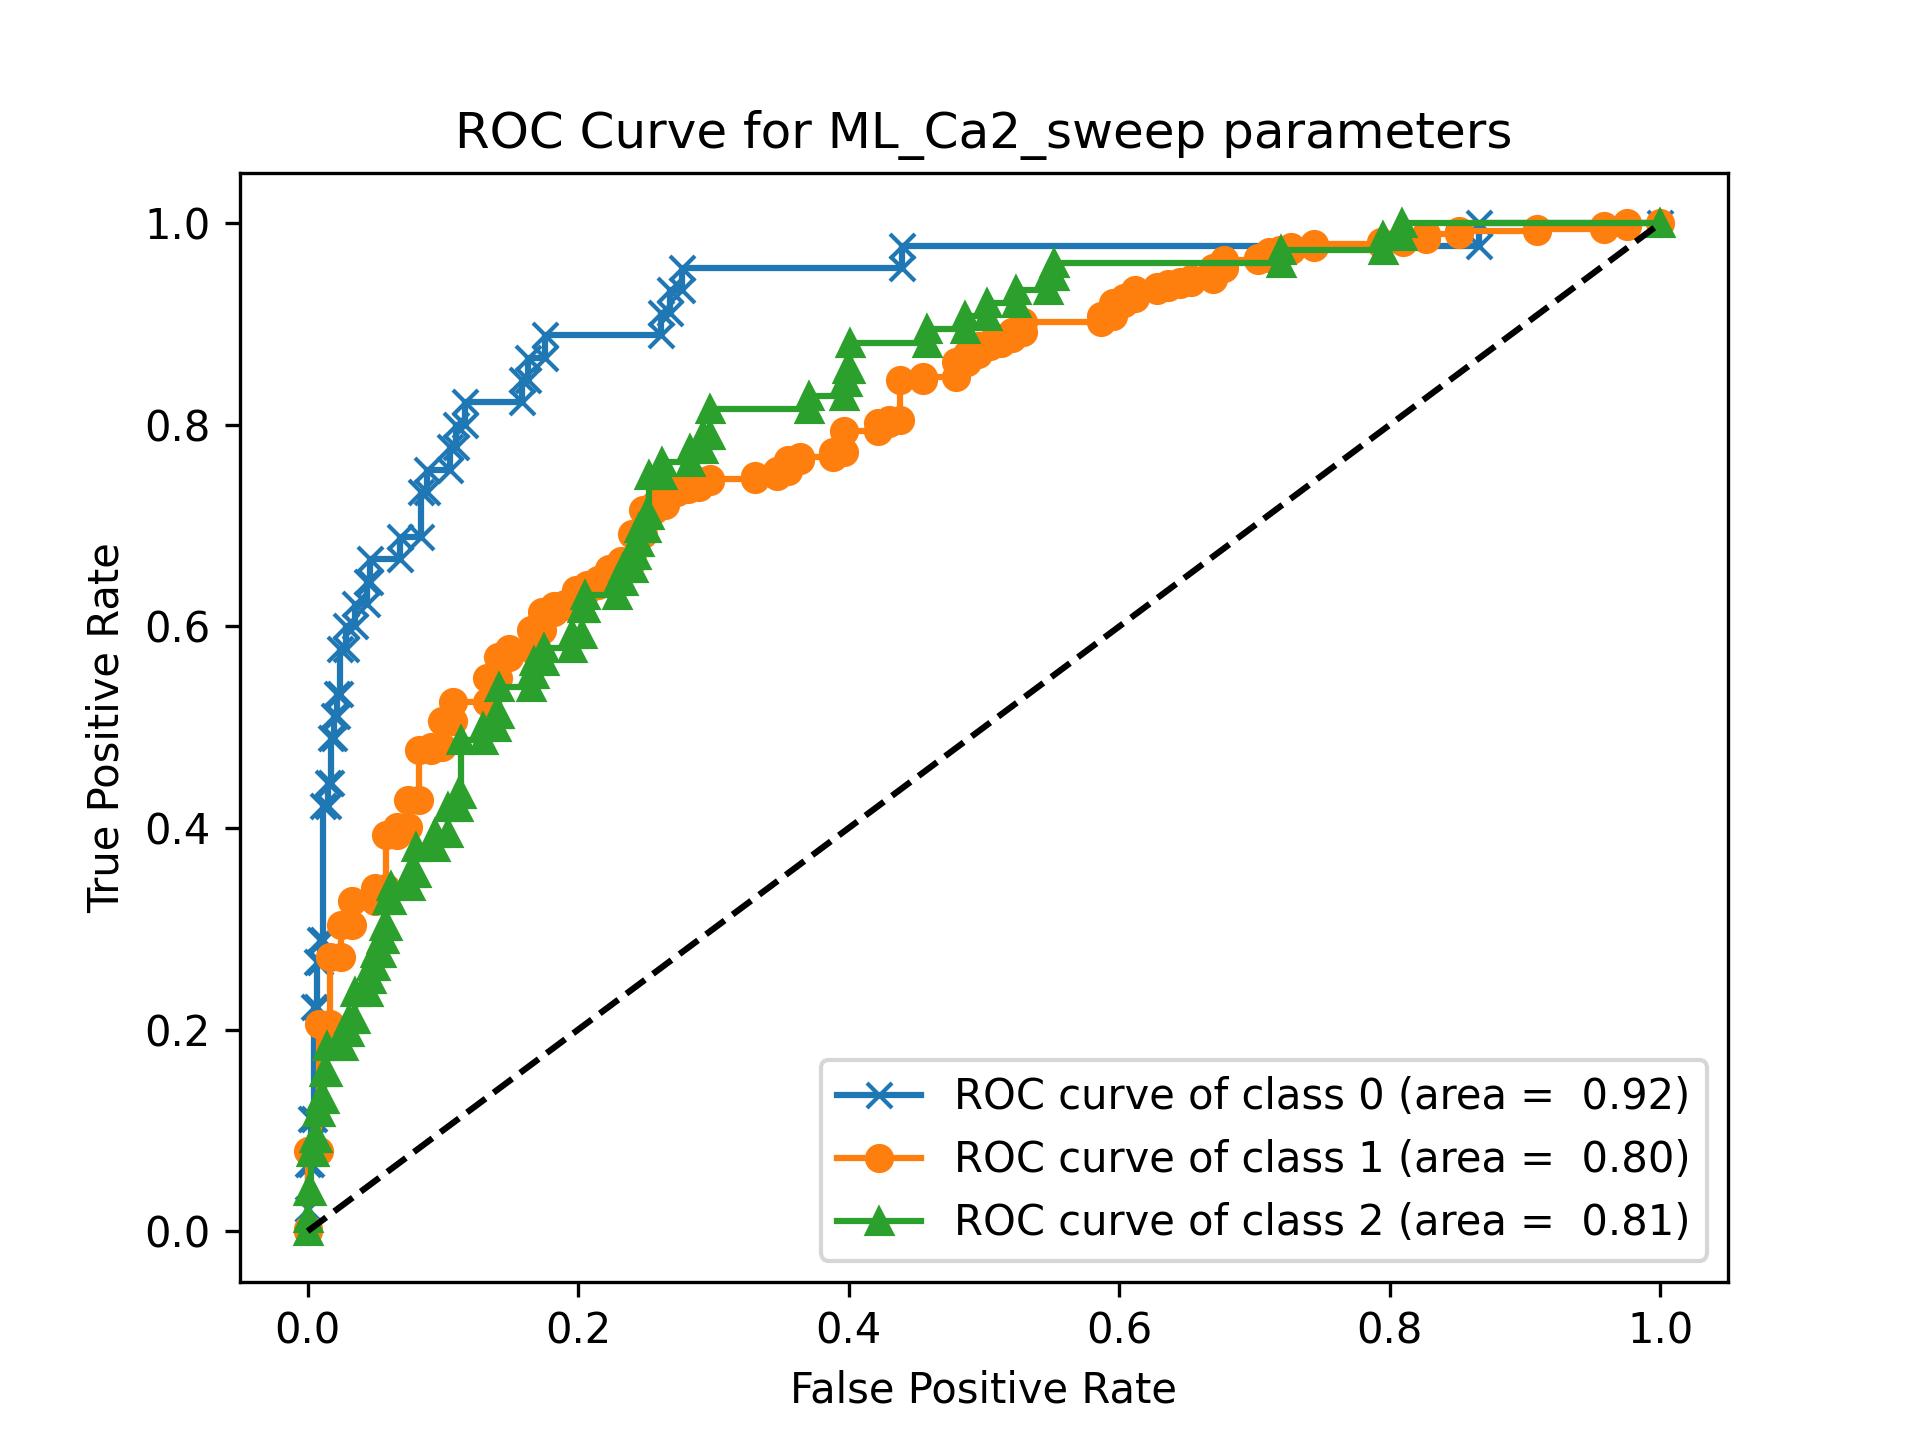 ROC Curve for ML_Ca2_sweep parameters
True Positive Rate
1.0
0.8
0.6
0.4
0.2
0.0
ROC curve of class 0 (area =  0.92)
ROC curve of class 1 (area =  0.80)
ROC curve of class 2 (area =  0.81)
0.0 0.2 0.4 0.6 0.8 1.0
False Positive Rate